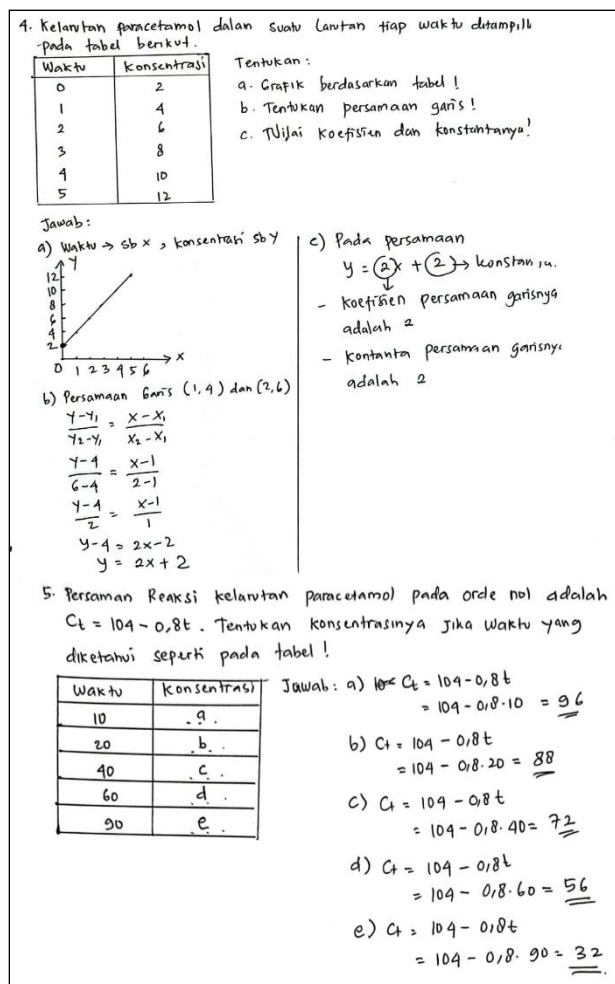 4. Kelarutan paracetamol dalan suatu larutan tiap waktu ditampilk
pada tabel berikut.
Waktu Konsentrasi
0 2
1 4
2 6
3 8
4 10
5 12
Tentukan :
a. Grafik berdasarkan tabel !
b. Tentukan persamaan garis !
c. Nilai koefisien dan konstantanya!
Jawab :
a) Waktu → sb x , konsentrasi sb y
Y
12
10
8
6
4
2
0 1 2 3 4 5 6 X
b) Persamaan Garis (1,4) dan (2,6)
y-y₁ / y₂-y₁ = x-x₁ / x₂-x₁
y-4 / 6-4 = x-1 / 2-1
y-4 / 2 = x-1 / 1
y-4 = 2x-2
y = 2x+2
c) Pada persamaan
y = 2x + 2 → konstan
- koefisien persamaan garisnya
adalah 2
- kontanta persamaan garisny
adalah 2
5. Persaman Reaksi kelarutan paracetamol pada orde nol adalah
Ct = 104 - 0,8t . Tentukan konsentrasinya jika waktu yang
diketahui seperti pada tabel !
Waktu Konsentrasi
10 . a .
20 . b . .
40 . c .
60 . d .
90 . e .
Jawab : a) Ct = 104-0,8t
= 104 - 0,8.10 = 96
b) Ct = 104 - 0,8t
= 104 - 0,8.20 = 88
c) Ct = 104 - 0,8t
= 104 - 0,8.40 = 72
d) Ct = 104 - 0,8t
= 104 - 0,8.60 = 56
e) Ct = 104 - 0,8t
= 104 - 0,8. 90 = 32